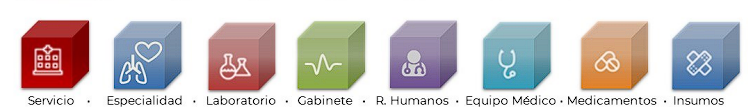 Servicio · Especialidad · Laboratorio · Gabinete · R. Humanos · Equipo Médico · Medicamentos · Insumos